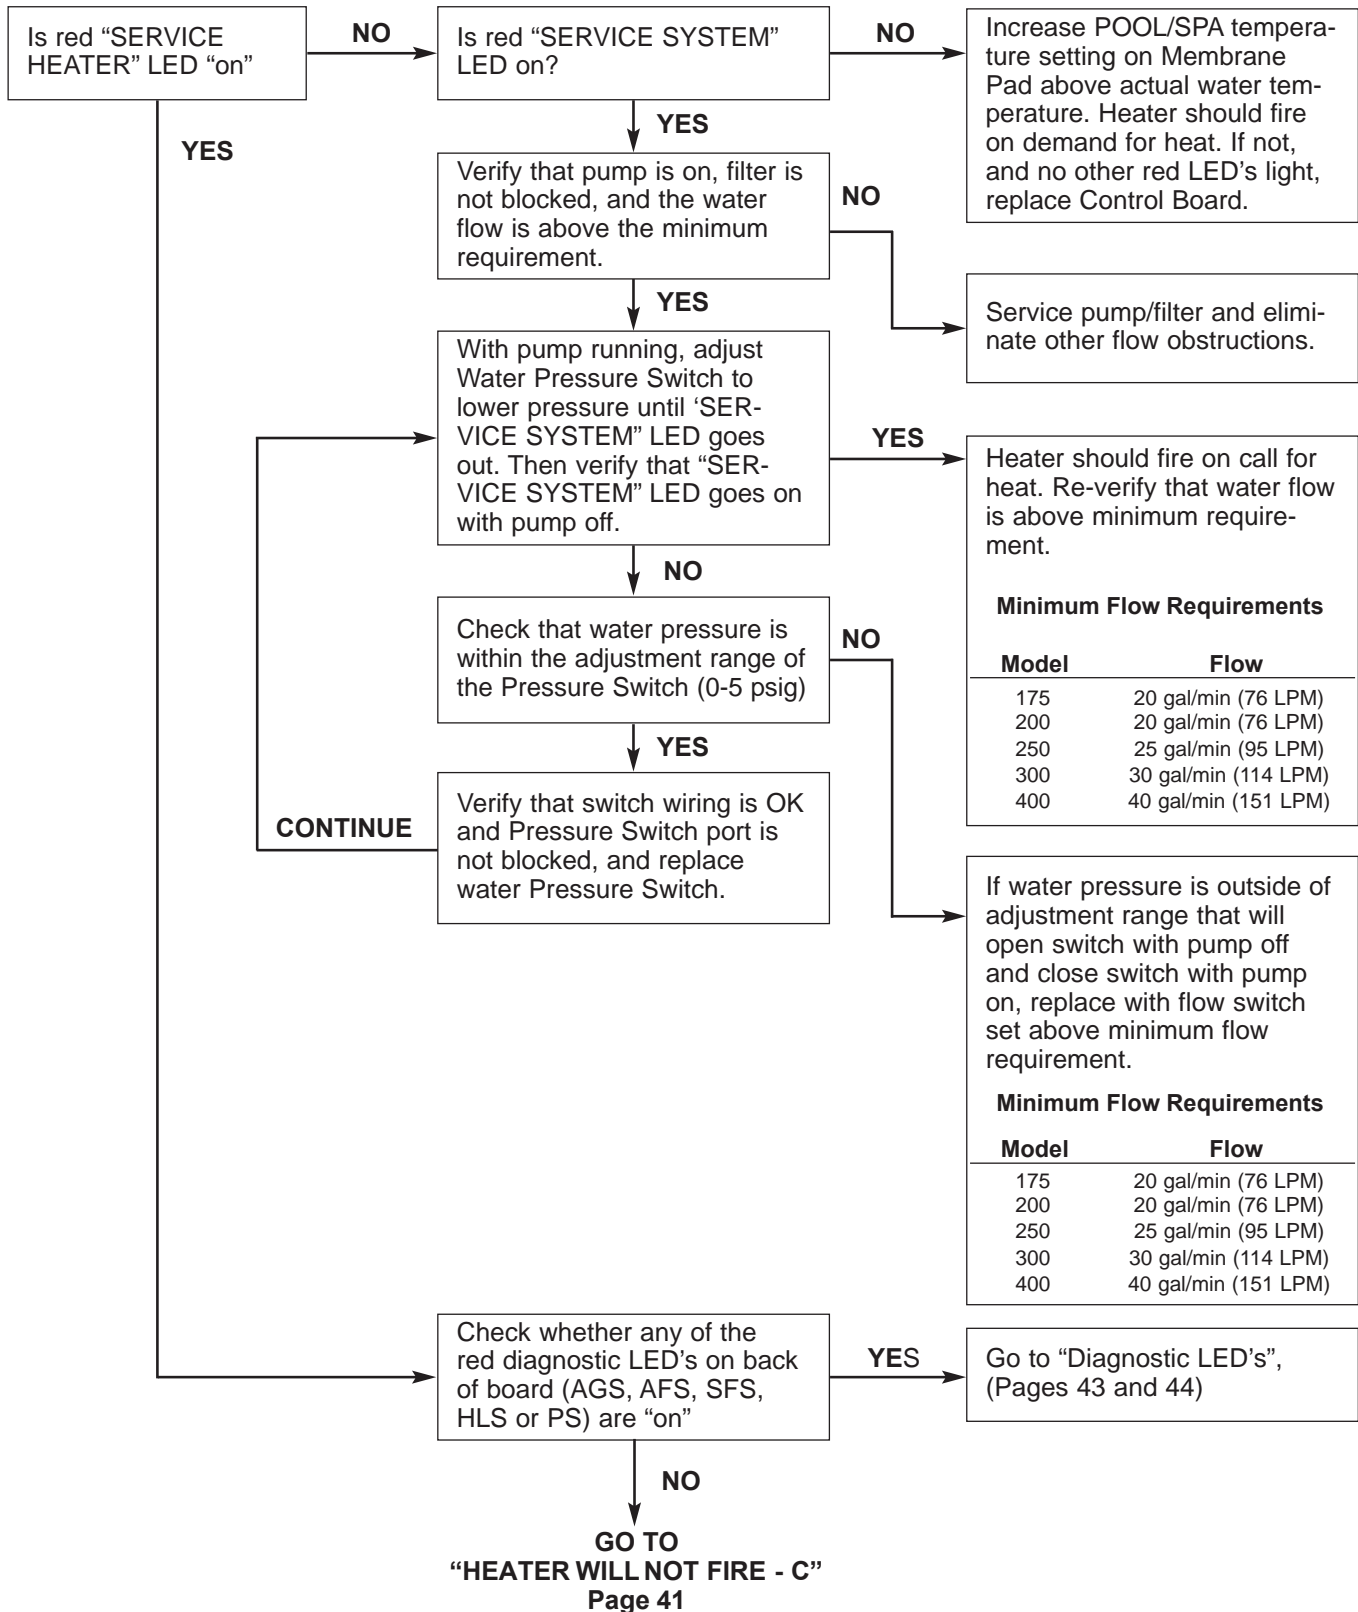 Is red “SERVICE
HEATER” LED “on”
NO
Is red “SERVICE SYSTEM”
LED on?
NO
Increase POOL/SPA tempera-
ture setting on Membrane
Pad above actual water tem-
perature. Heater should fire
on demand for heat. If not,
and no other red LED’s light,
replace Control Board.
YES
YES
Verify that pump is on, filter is
not blocked, and the water
flow is above the minimum
requirement.
NO
Service pump/filter and elimi-
nate other flow obstructions.
YES
With pump running, adjust
Water Pressure Switch to
lower pressure until ‘SER-
VICE SYSTEM” LED goes
out. Then verify that “SER-
VICE SYSTEM” LED goes on
with pump off.
YES
Heater should fire on call for
heat. Re-verify that water flow
is above minimum require-
ment.
Minimum Flow Requirements
Model Flow
175 20 gal/min (76 LPM)
200 20 gal/min (76 LPM)
250 25 gal/min (95 LPM)
300 30 gal/min (114 LPM)
400 40 gal/min (151 LPM)
NO
Check that water pressure is
within the adjustment range of
the Pressure Switch (0-5 psig)
NO
YES
Verify that switch wiring is OK
and Pressure Switch port is
not blocked, and replace
water Pressure Switch.
CONTINUE
If water pressure is outside of
adjustment range that will
open switch with pump off
and close switch with pump
on, replace with flow switch
set above minimum flow
requirement.
Minimum Flow Requirements
Model Flow
175 20 gal/min (76 LPM)
200 20 gal/min (76 LPM)
250 25 gal/min (95 LPM)
300 30 gal/min (114 LPM)
400 40 gal/min (151 LPM)
Check whether any of the
red diagnostic LED’s on back
of board (AGS, AFS, SFS,
HLS or PS) are “on”
YES
Go to “Diagnostic LED’s”,
(Pages 43 and 44)
NO
GO TO
“HEATER WILL NOT FIRE - C”
Page 41